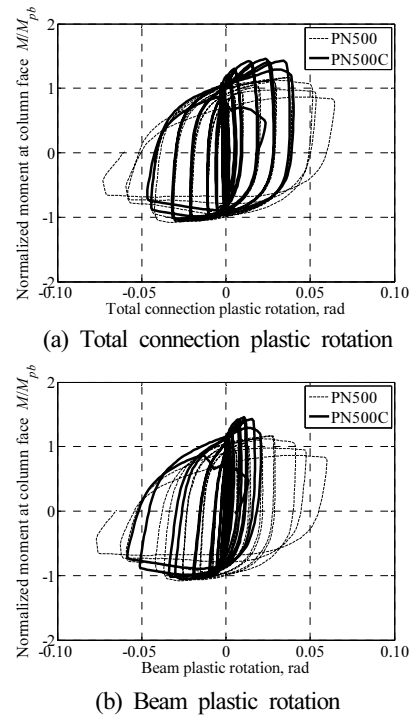 2
1
0
-1
-2
-0.10
-0.05
0
0.05
0.10
Normalized moment at column face M/Mpb
Total connection plastic rotation, rad
PN500
PN500C
(a) Total connection plastic rotation
2
1
0
-1
-2
-0.10
-0.05
0
0.05
0.10
Normalized moment at column face M/Mpb
Beam plastic rotation, rad
PN500
PN500C
(b) Beam plastic rotation